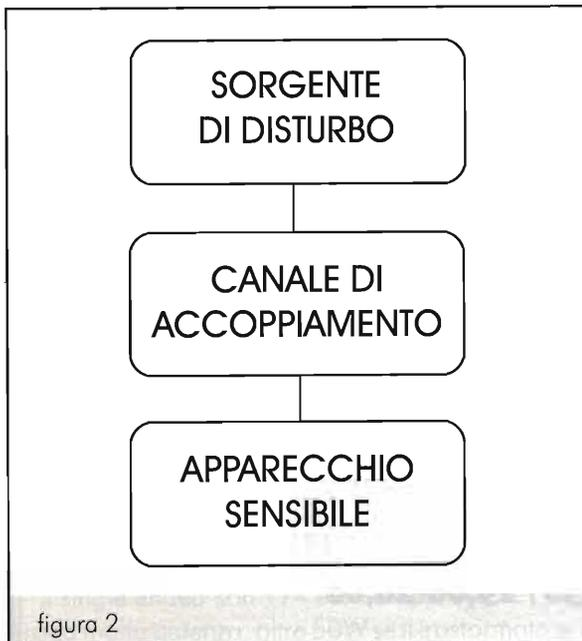 SORGENTE
DI DISTURBO
CANALE DI
ACCOPPIAMENTO
APPARECCHIO
SENSIBILE
figura 2